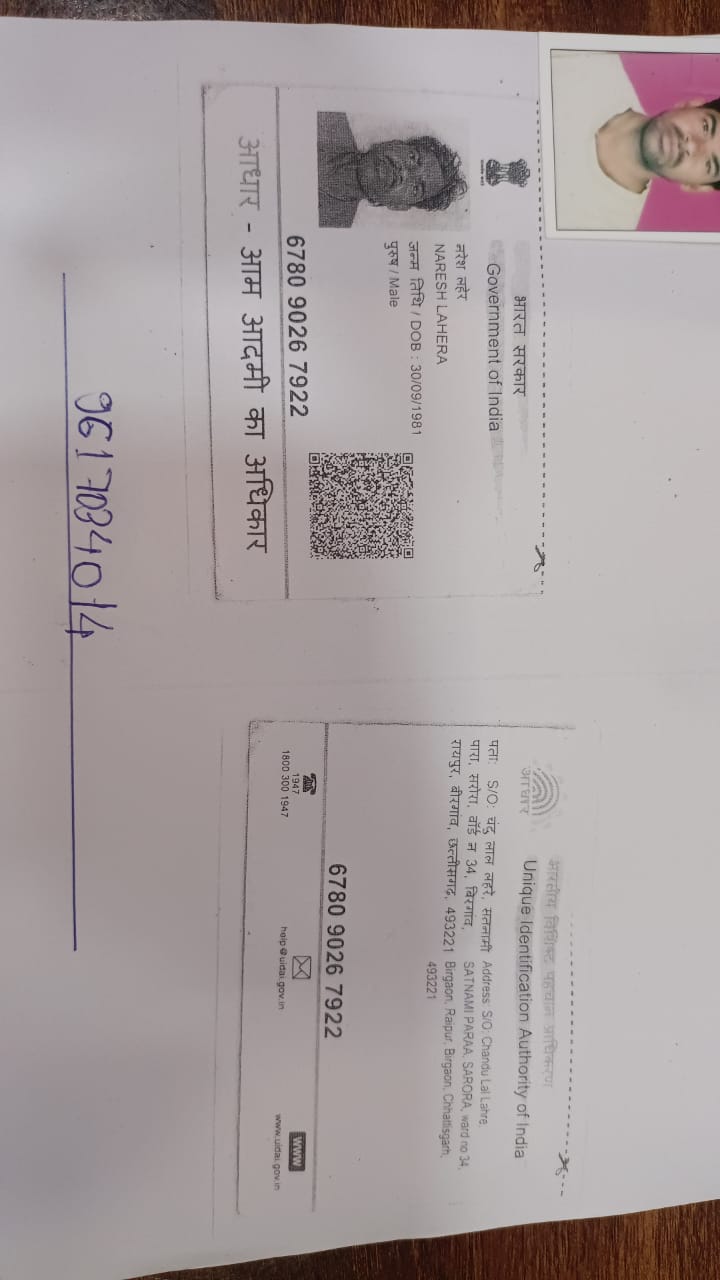 भारत सरकार
Government of India
नरेश लहेर
NARESH LAHERA
जन्म तिथि / DOB : 30/09/1981
पुरुष / Male
6780 9026 7922
आधार - आम आदमी का अधिकार
9617034014
भारतीय विशिष्ट पहचान प्राधिकरण
Unique Identification Authority of India
आधार
पता: S/O: चंदु लाल लहरे, सतनामी
पारा, सरोरा, वॉर्ड न 34, बिरगांव,
रायपुर, बीरगांव, छत्तीसगढ़, 493221
Address: S/O: Chandu Lal Lahre,
SATNAMI PARAA, SARORA, ward no 34,
Birgaon, Raipur, Birgaon, Chhattisgarh,
493221
6780 9026 7922
1947
1800 300 1947
help@uidai.gov.in
www
www.uidai.gov.in